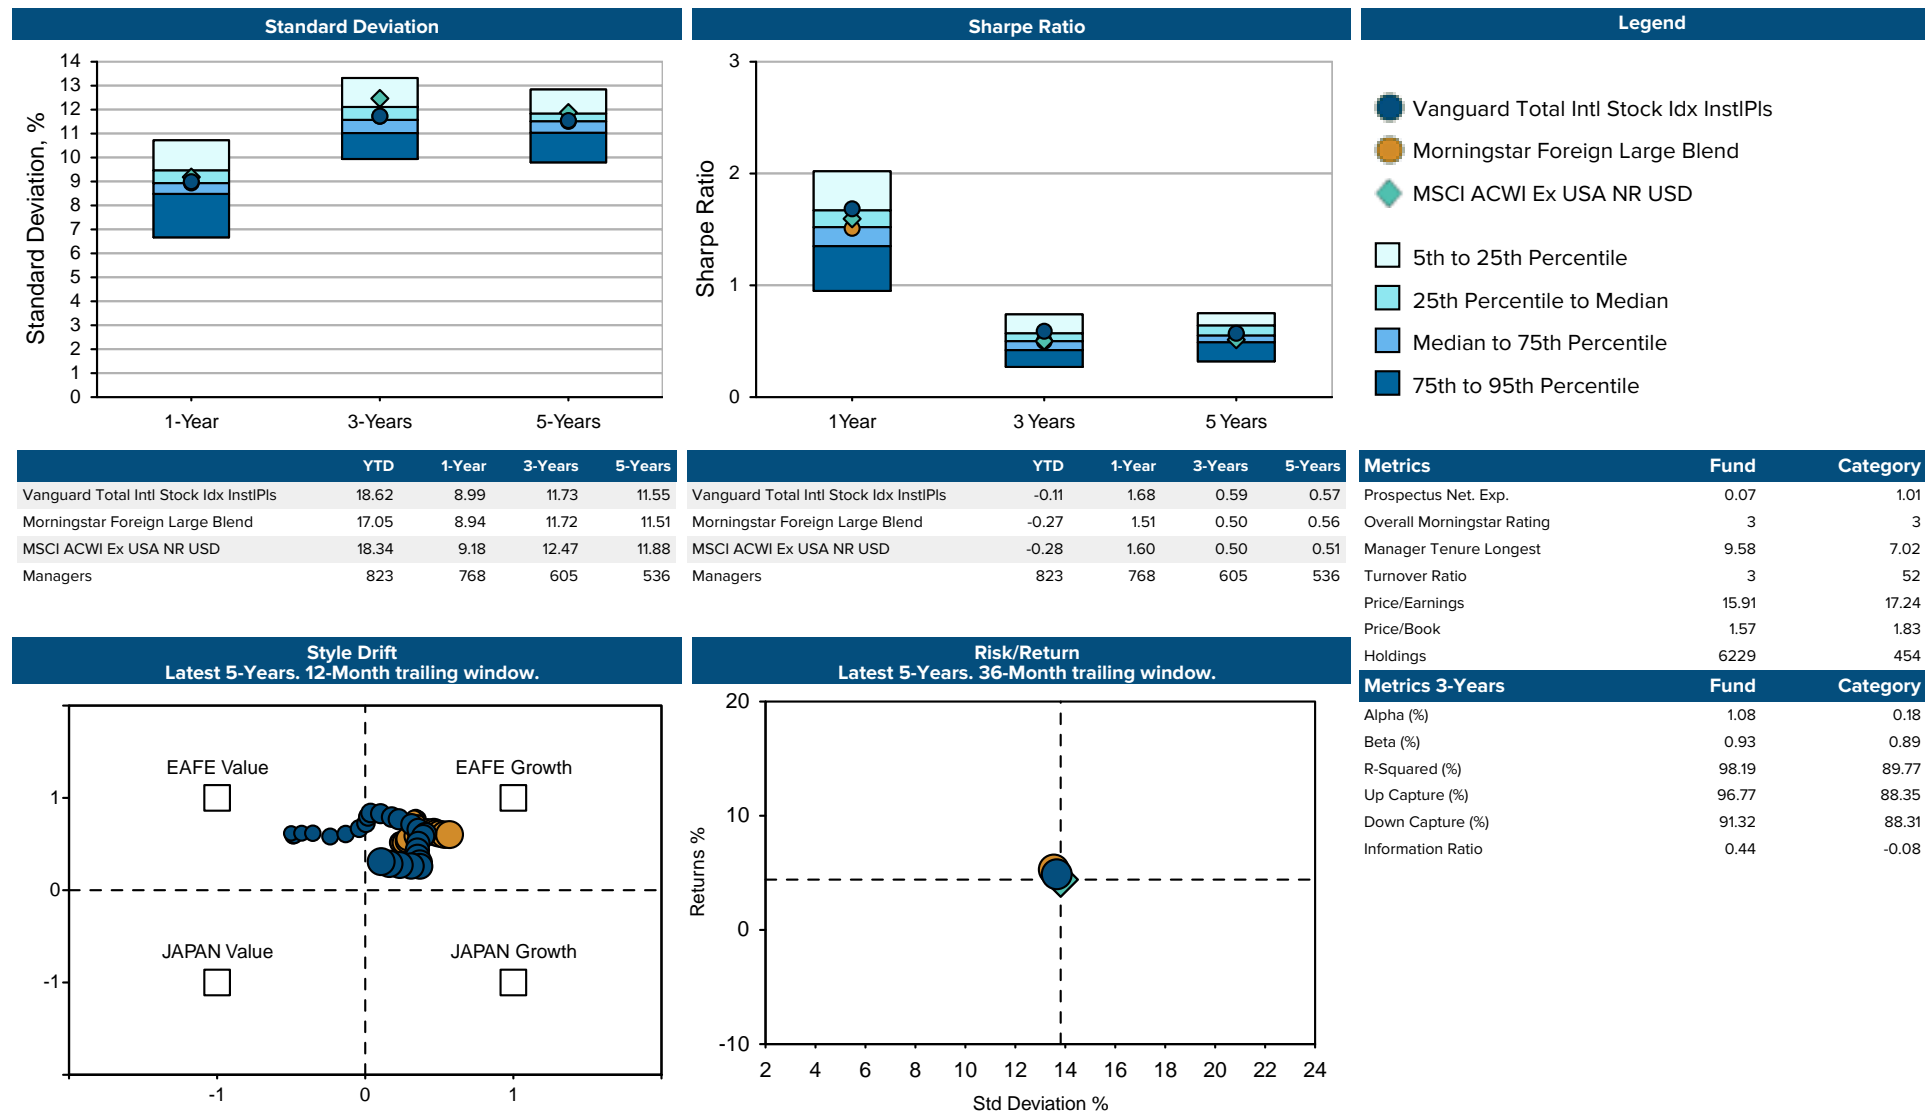 Standard Deviation
14
13
12
11
10
9
8
7
6
5
4
3
2
1
0
Standard Deviation, %
1-Year 3-Years 5-Years
Sharpe Ratio
3
2
1
0
Sharpe Ratio
1Year 3 Years 5 Years
Legend
Vanguard Total Intl Stock Idx InstlPls
Morningstar Foreign Large Blend
MSCI ACWI Ex USA NR USD
5th to 25th Percentile
25th Percentile to Median
Median to 75th Percentile
75th to 95th Percentile
YTD 1-Year 3-Years 5-Years
Vanguard Total Intl Stock Idx InstlPls 18.62 8.99 11.73 11.55
Morningstar Foreign Large Blend 17.05 8.94 11.72 11.51
MSCI ACWI Ex USA NR USD 18.34 9.18 12.47 11.88
Managers 823 768 605 536
YTD 1-Year 3-Years 5-Years
Vanguard Total Intl Stock Idx InstlPls -0.11 1.68 0.59 0.57
Morningstar Foreign Large Blend -0.27 1.51 0.50 0.56
MSCI ACWI Ex USA NR USD -0.28 1.60 0.50 0.51
Managers 823 768 605 536
Metrics Fund Category
Prospectus Net. Exp. 0.07 1.01
Overall Morningstar Rating 3 3
Manager Tenure Longest 9.58 7.02
Turnover Ratio 3 52
Price/Earnings 15.91 17.24
Price/Book 1.57 1.83
Holdings 6229 454
Metrics 3-Years Fund Category
Alpha (%) 1.08 0.18
Beta (%) 0.93 0.89
R-Squared (%) 98.19 89.77
Up Capture (%) 96.77 88.35
Down Capture (%) 91.32 88.31
Information Ratio 0.44 -0.08
Style Drift
Latest 5-Years. 12-Month trailing window.
EAFE Value EAFE Growth
1
0
JAPAN Value JAPAN Growth
-1
-1 0 1
Risk/Return
Latest 5-Years. 36-Month trailing window.
20
10
0
-10
Returns %
2 4 6 8 10 12 14 16 18 20 22 24
Std Deviation %